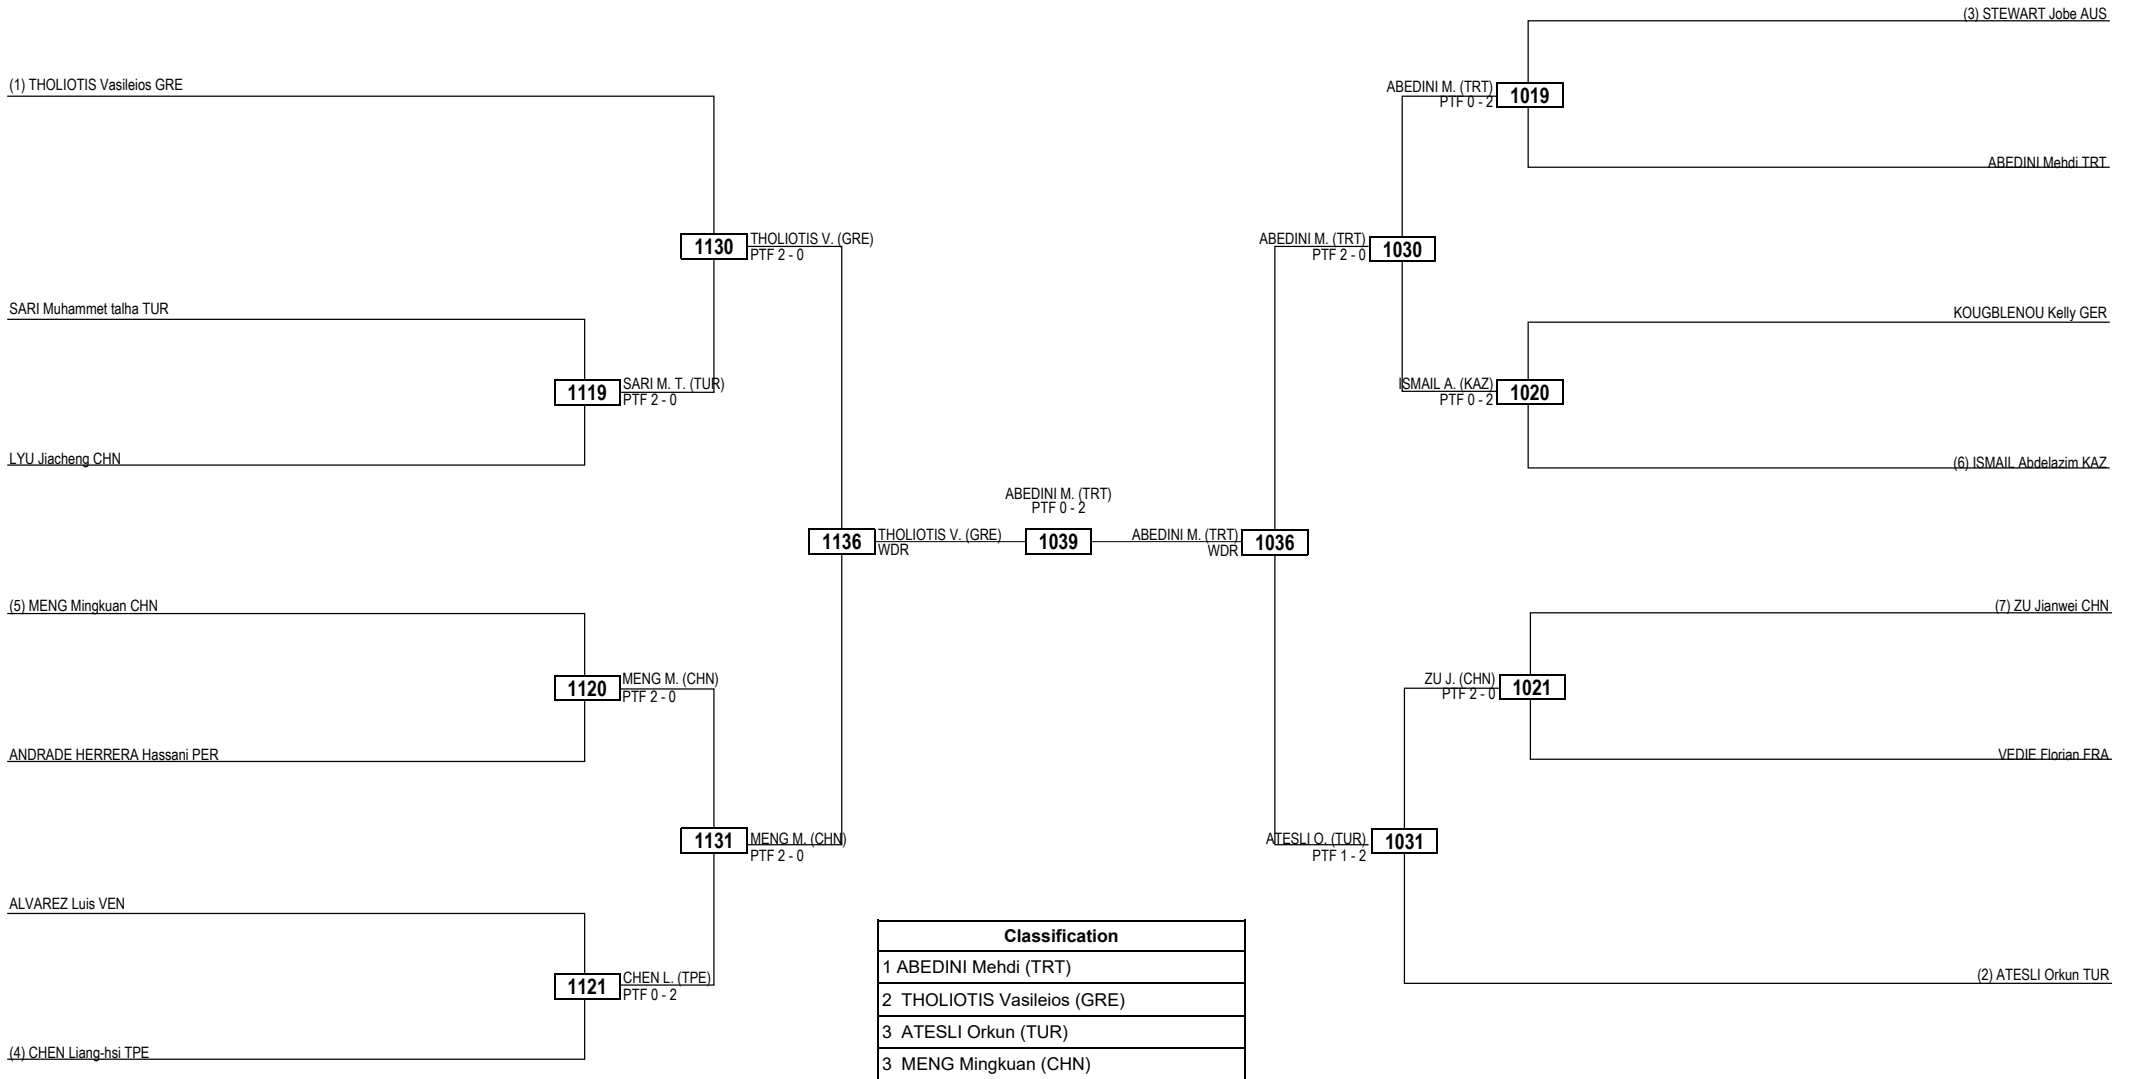 (3) STEWART Jobe AUS
(1) THOLIOTIS Vasileios GRE
ABEDINI M. (TRT)
PTF 0 - 2
1019
ABEDINI Mehdi TRT
1130
THOLIOTIS V. (GRE)
PTF 2 - 0
ABEDINI M. (TRT)
PTF 2 - 0
1030
SARI Muhammet talha TUR
KOUGBLENOU Kelly GER
1119
SARI M. T. (TUR)
PTF 2 - 0
ISMAIL A. (KAZ)
PTF 0 - 2
1020
LYU Jiacheng CHN
(6) ISMAIL Abdelazim KAZ
ABEDINI M. (TRT)
PTF 0 - 2
1136
THOLIOTIS V. (GRE)
WDR
1039
ABEDINI M. (TRT)
WDR
1036
(5) MENG Mingkuan CHN
(7) ZU Jianwei CHN
1120
MENG M. (CHN)
PTF 2 - 0
ZU J. (CHN)
PTF 2 - 0
1021
ANDRADE HERRERA Hassani PER
VEDIE Florian FRA
1131
MENG M. (CHN)
PTF 2 - 0
ATESLI O. (TUR)
PTF 1 - 2
1031
ALVAREZ Luis VEN
1121
CHEN L. (TPE)
PTF 0 - 2
(2) ATESLI Orkun TUR
(4) CHEN Liang-hsi TPE
Classification
1 ABEDINI Mehdi (TRT)
2 THOLIOTIS Vasileios (GRE)
3 ATESLI Orkun (TUR)
3 MENG Mingkuan (CHN)